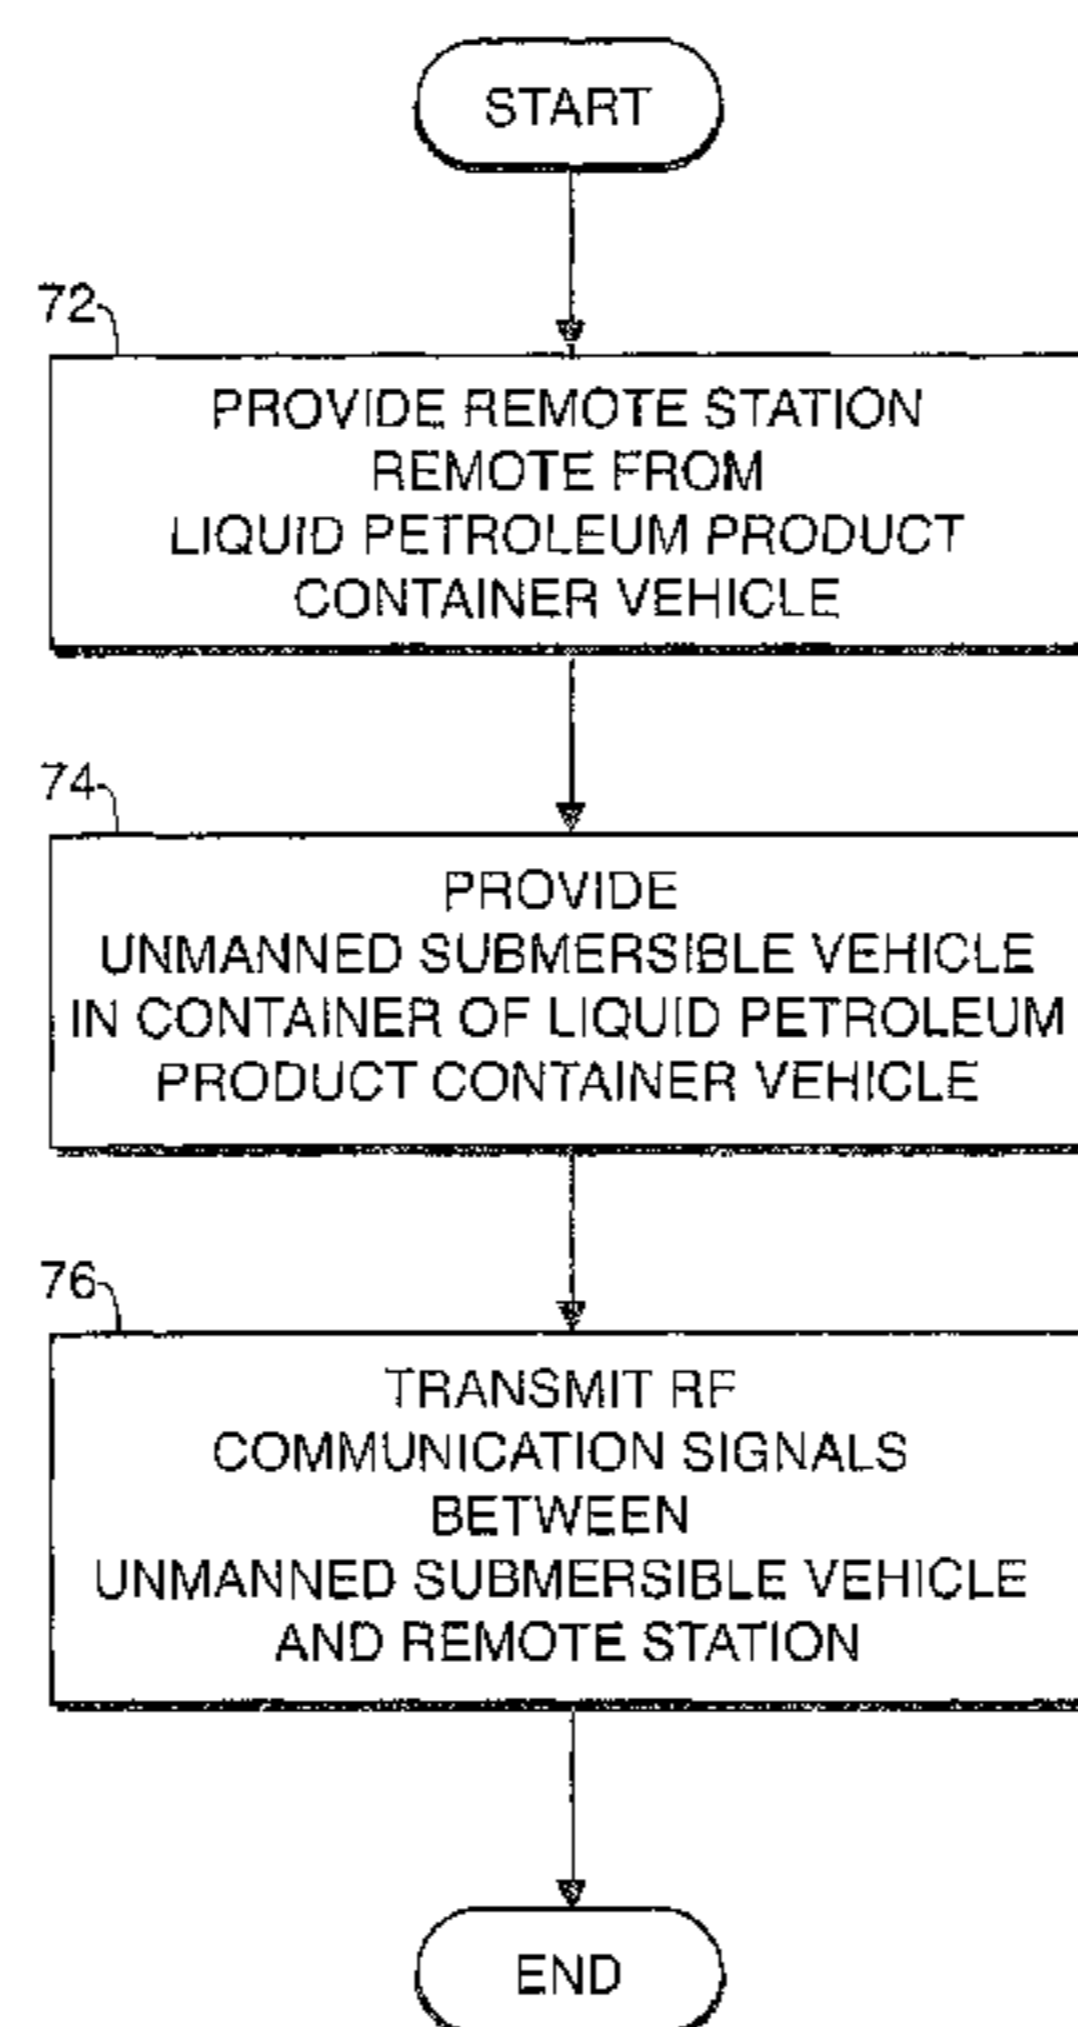 START
72
PROVIDE REMOTE STATION
REMOTE FROM
LIQUID PETROLEUM PRODUCT
CONTAINER VEHICLE
74
PROVIDE
UNMANNED SUBMERSIBLE VEHICLE
IN CONTAINER OF LIQUID PETROLEUM
PRODUCT CONTAINER VEHICLE
76
TRANSMIT RF
COMMUNICATION SIGNALS
BETWEEN
UNMANNED SUBMERSIBLE VEHICLE
AND REMOTE STATION
END